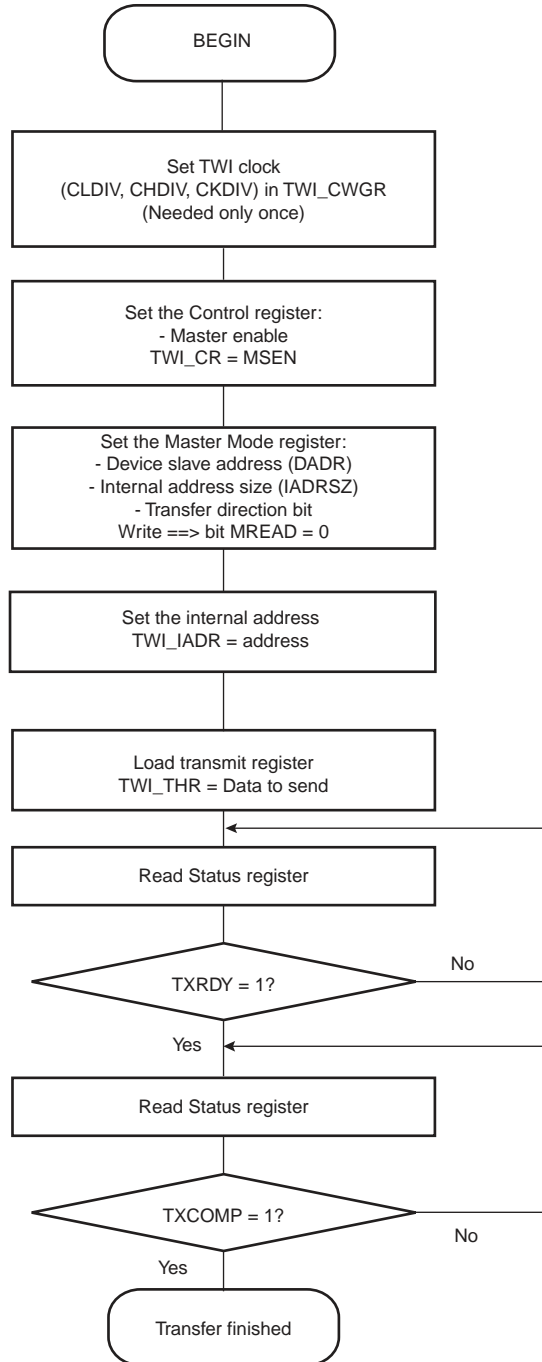 BEGIN
Set TWI clock
(CLDIV, CHDIV, CKDIV) in TWI_CWGR
(Needed only once)
Set the Control register:
- Master enable
TWI_CR = MSEN
Set the Master Mode register:
- Device slave address (DADR)
- Internal address size (IADRSZ)
- Transfer direction bit
Write ==> bit MREAD = 0
Set the internal address
TWI_IADR = address
Load transmit register
TWI_THR = Data to send
Read Status register
TXRDY = 1?
No
Yes
Read Status register
TXCOMP = 1?
No
Yes
Transfer finished